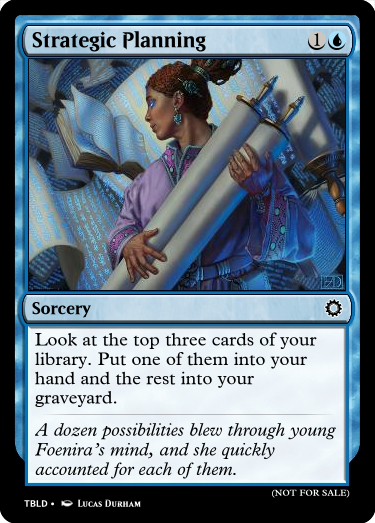 Strategic Planning 1
Sorcery
Look at the top three cards of your
library. Put one of them into your
hand and the rest into your
graveyard.
A dozen possibilities blew through young
Foenira's mind, and she quickly
accounted for each of them.
(NOT FOR SALE)
TBLD • Lucas Durham